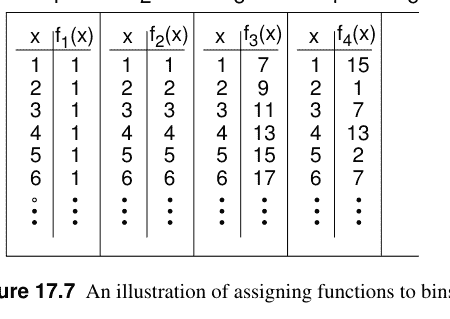 x f₁(x) x f₂(x) x f₃(x) x f₄(x)
1 1 1 1 1 7 1 15
2 1 2 2 2 9 2 1
3 1 3 3 3 11 3 7
4 1 4 4 4 13 4 13
5 1 5 5 5 15 5 2
6 1 6 6 6 17 6 7
17.7 An illustration of assigning functions to bins